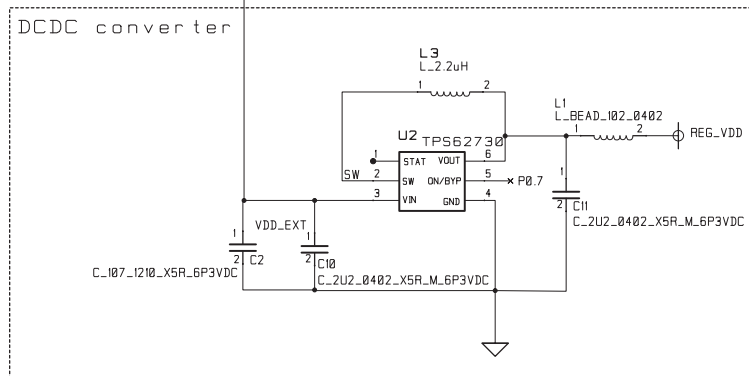 DCDC converter
L3
L_2.2uH
1 2
L1
L_BEAD_102_0402
1 2
REG_VDD
U2
TPS62730
1 STAT VOUT 6
SW 2 SW ON/BYP 5 P0.7
3 VIN GND 4
1
2 C11
C_2U2_0402_X5R_M_6P3VDC
VDD_EXT
1
2 C2
C_107_1210_X5R_6P3VDC
1
2 C10
C_2U2_0402_X5R_M_6P3VDC